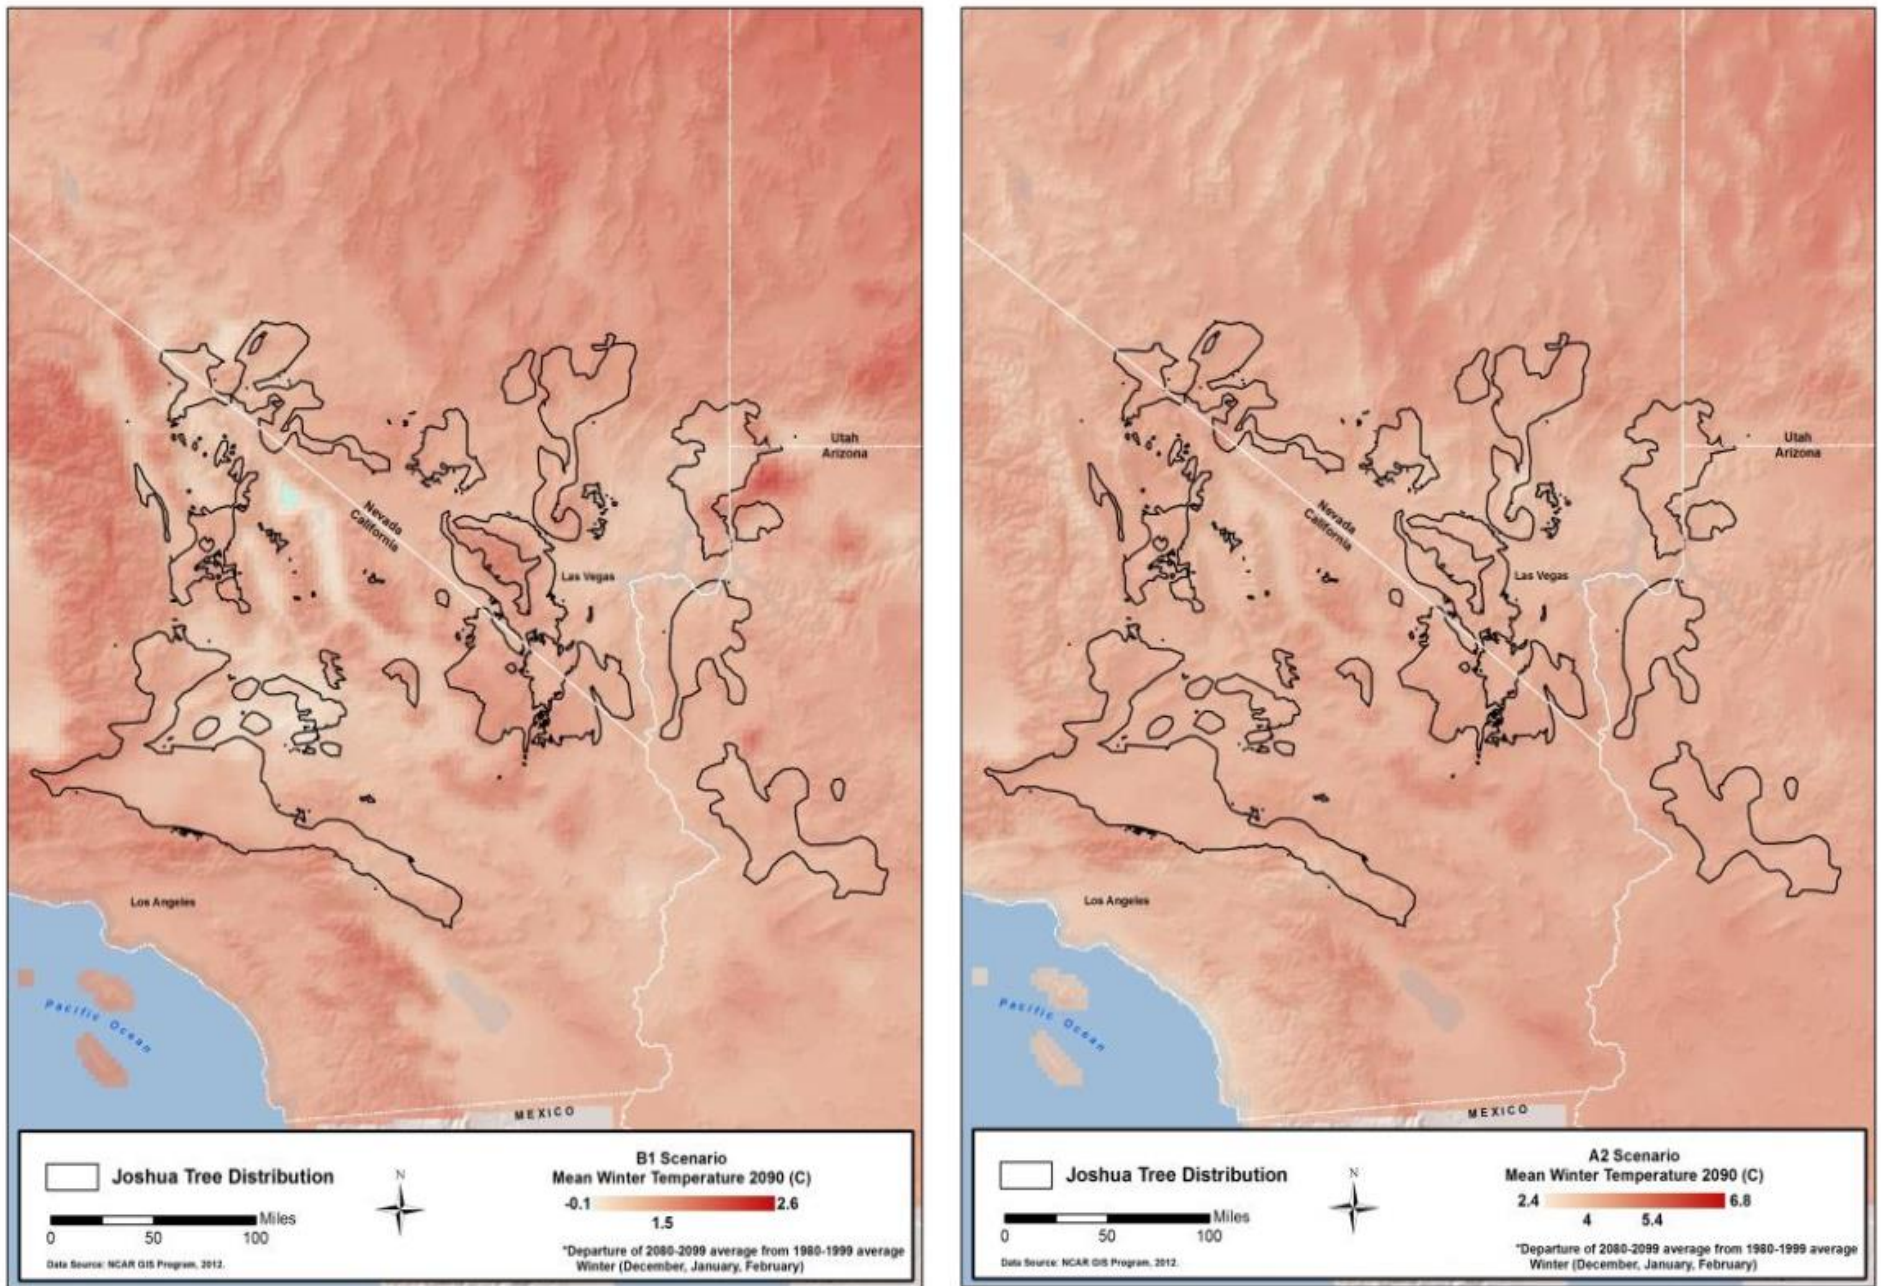 Utah
Arizona
Nevada
California
Las Vegas
Los Angeles
Pacific Ocean
MEXICO
Joshua Tree Distribution
N
B1 Scenario
Mean Winter Temperature 2090 (C)
-0.1 2.6
1.5
Miles
0 50 100
*Departure of 2080-2099 average from 1980-1999 average
Winter (December, January, February)
Data Source: NCAR GIS Program, 2012.
Utah
Arizona
Nevada
California
Las Vegas
Los Angeles
Pacific Ocean
MEXICO
Joshua Tree Distribution
N
A2 Scenario
Mean Winter Temperature 2090 (C)
2.4 6.8
4 5.4
Miles
0 50 100
*Departure of 2080-2099 average from 1980-1999 average
Winter (December, January, February)
Data Source: NCAR GIS Program, 2012.